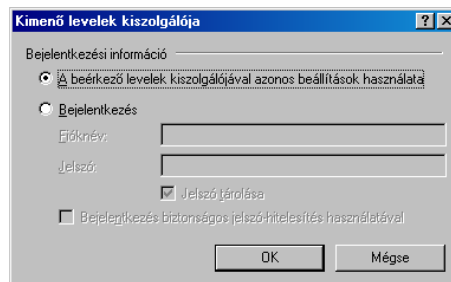 Kimenő levelek kiszolgálója
Bejelentkezési információ
A beérkező levelek kiszolgálójával azonos beállítások használata
Bejelentkezés
Fióknév:
Jelszó:
Jelszó tárolása
Bejelentkezés biztonságos jelszó-hitelesítés használatával
OK Mégse